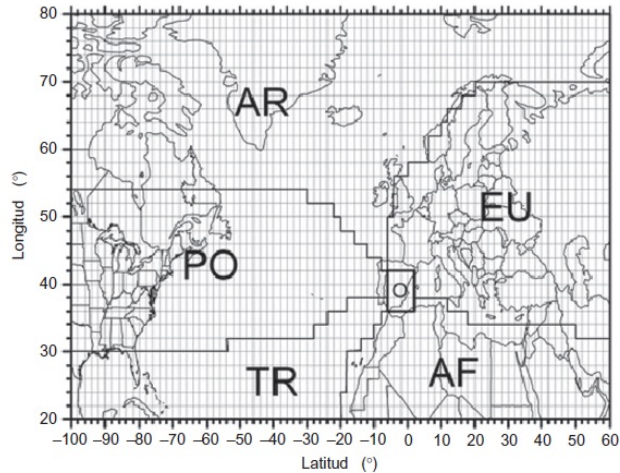 80
70
60
50
40
30
20
Longitud (°)
AR
EU
PO
O
TR
AF
–100 –90 –80 –70 –60 –50 –40 –30 –20 –10 0 10 20 30 40 50 60
Latitud (°)